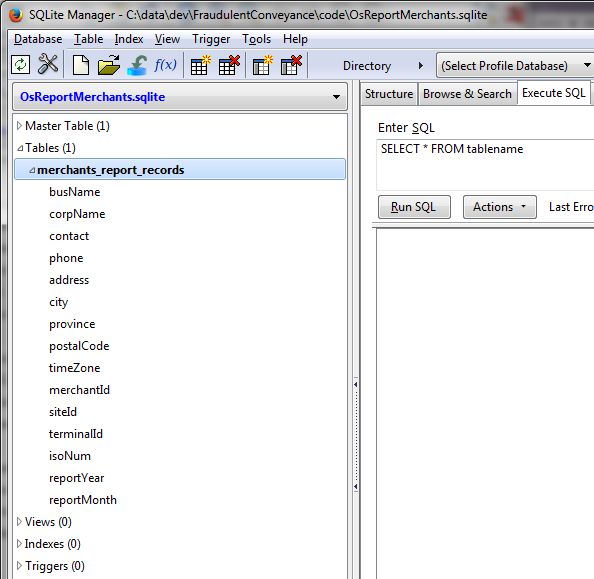 SQLite Manager - C:\data\dev\FraudulentConveyance\code\OsReportMerchants.sqlite
Database Table Index View Trigger Tools Help
f(x) Directory (Select Profile Database)
OsReportMerchants.sqlite
Structure Browse & Search Execute SQL
Master Table (1)
Tables (1)
merchants_report_records
busName
corpName
contact
phone
address
city
province
postalCode
timeZone
merchantId
siteId
terminalId
isoNum
reportYear
reportMonth
Views (0)
Indexes (0)
Triggers (0)
Enter SQL
SELECT * FROM tablename
Run SQL Actions Last Erro